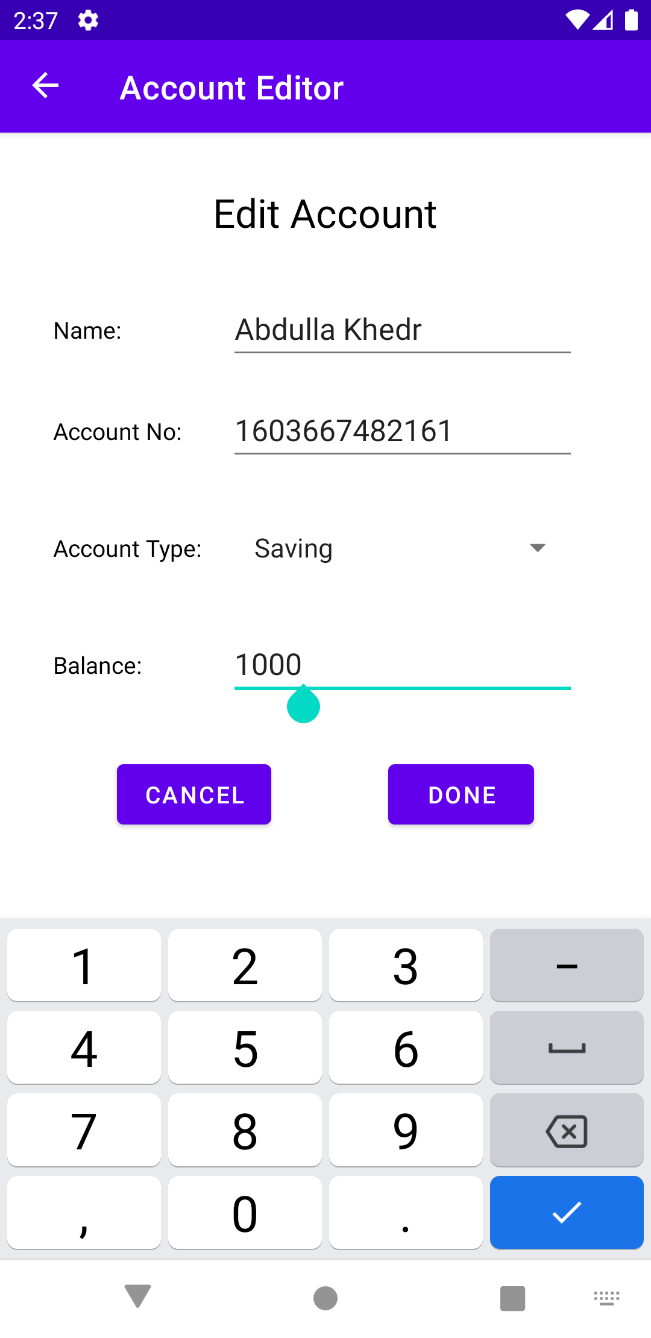 2:37
Account Editor
Edit Account
Name: Abdulla Khedr
Account No: 1603667482161
Account Type: Saving
Balance: 1000
CANCEL DONE
1 2 3 –
4 5 6
7 8 9
, 0 .